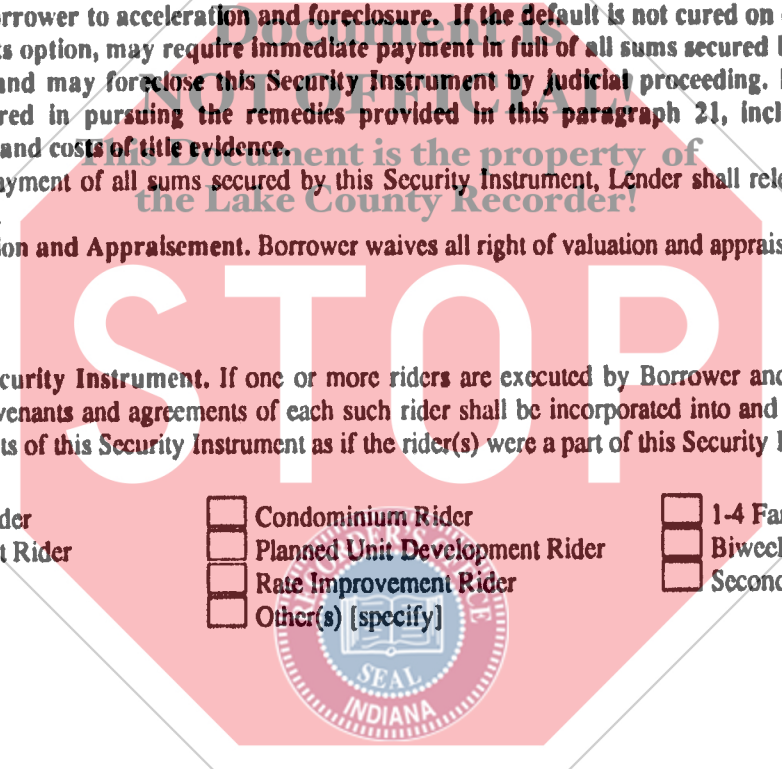 rrower to acceleration and foreclosure. If the default is not cured on
s option, may require immediate payment in full of all sums secured
and may foreclose this Security Instrument by judicial proceeding.
red in pursuing the remedies provided in this paragraph 21, incl
and costs of title evidence.
ayment of all sums secured by this Security Instrument, Lender shall rele
ion and Appraisement. Borrower waives all right of valuation and apprais
curity Instrument. If one or more riders are executed by Borrower and
venants and agreements of each such rider shall be incorporated into and
ts of this Security Instrument as if the rider(s) were a part of this Security
der
t Rider
Condominium Rider
Planned Unit Development Rider
Rate Improvement Rider
Other(s) [specify]
1-4 Fa
Biweek
Second
Document is
NOT OFFICIAL!
This Document is the property of
the Lake County Recorder!
STOP
RECORDER'S OFFICE
SEAL
INDIANA